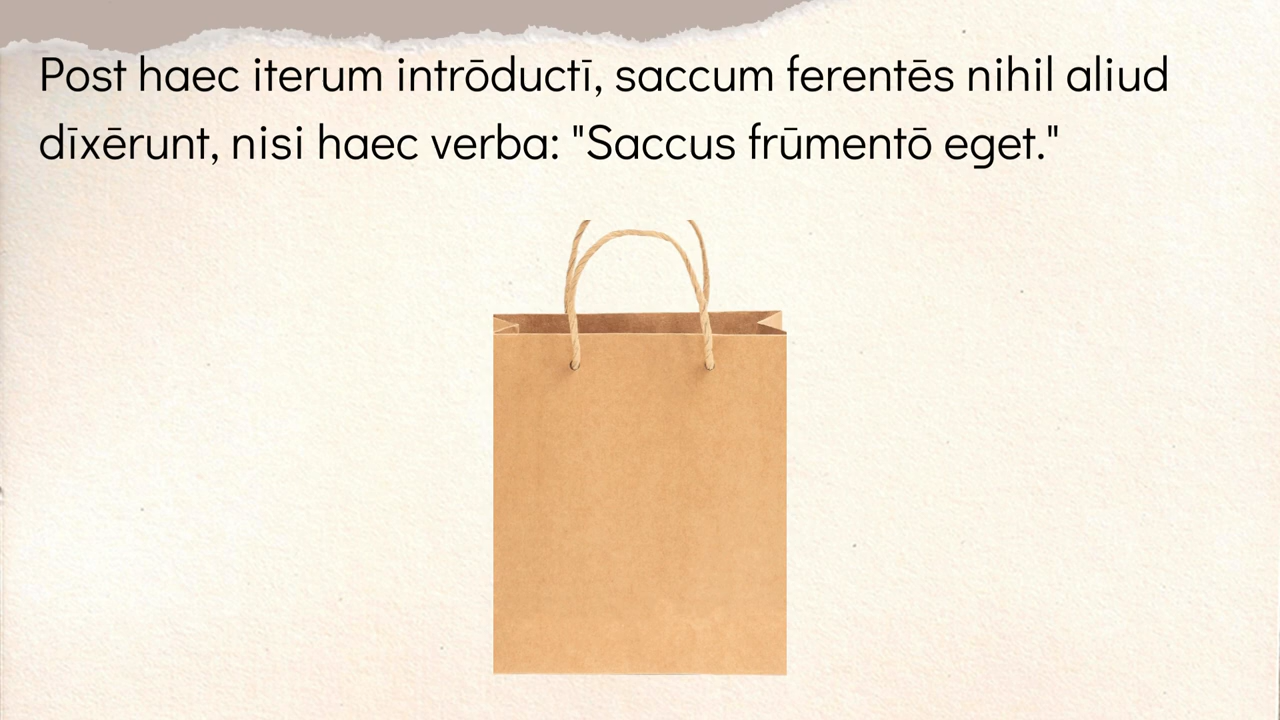 Post haec iterum intrōductī, saccum ferentēs nihil aliud
dīxērunt, nisi haec verba: "Saccus frūmentō eget."